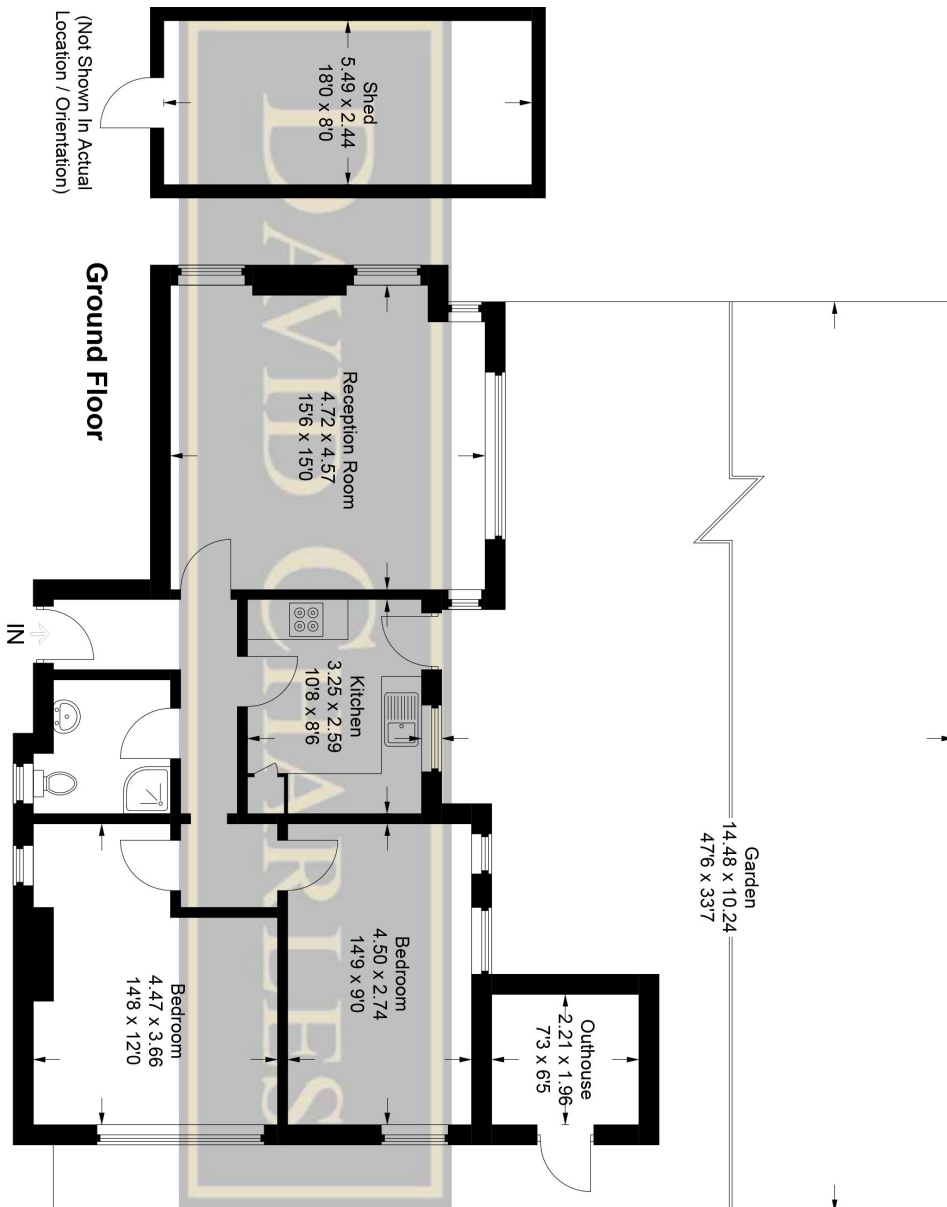 Garden
14.48 x 10.24
47'6 x 33'7
Shed
5.49 x 2.44
18'0 x 8'0
(Not Shown In Actual
Location / Orientation)
Reception Room
4.72 x 4.57
15'6 x 15'0
Kitchen
3.25 x 2.59
10'8 x 8'6
Bedroom
4.50 x 2.74
14'9 x 9'0
Outhouse
2.21 x 1.96
7'3 x 6'5
Bedroom
4.47 x 3.66
14'8 x 12'0
IN
Ground Floor
DAVID CHARLES